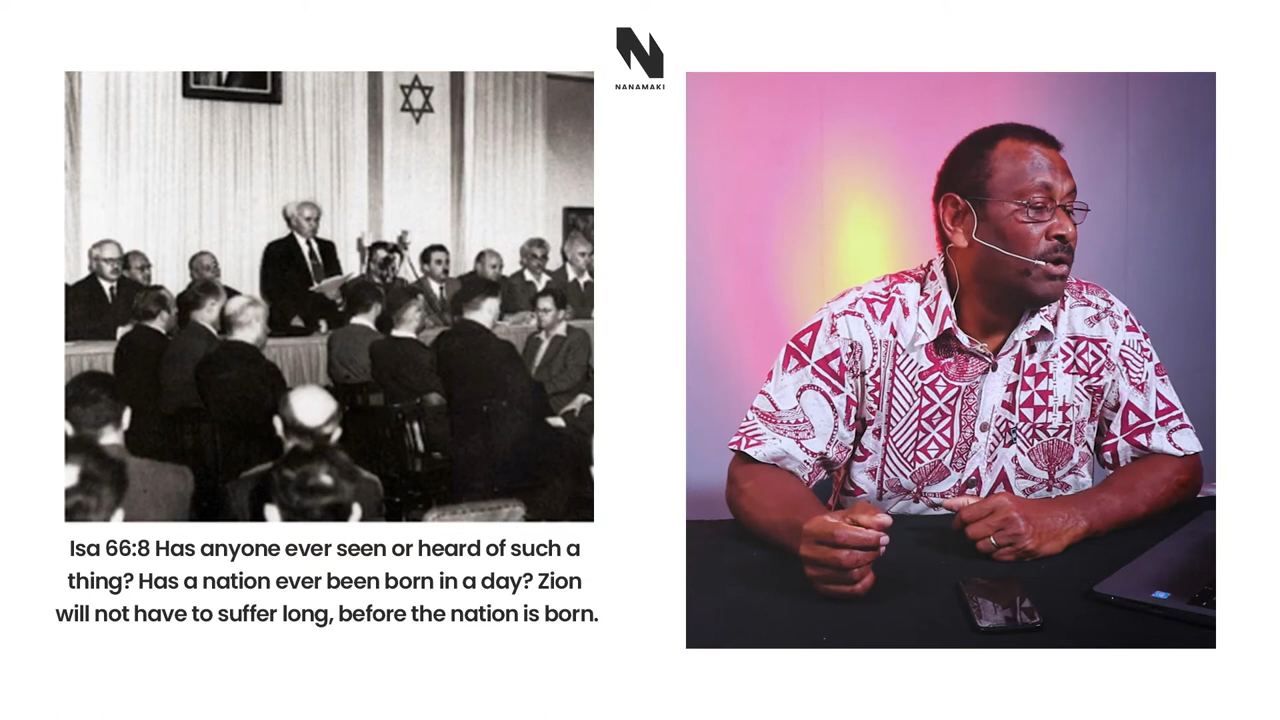 NANAMAKI
Isa 66:8 Has anyone ever seen or heard of such a
thing? Has a nation ever been born in a day? Zion
will not have to suffer long, before the nation is born.